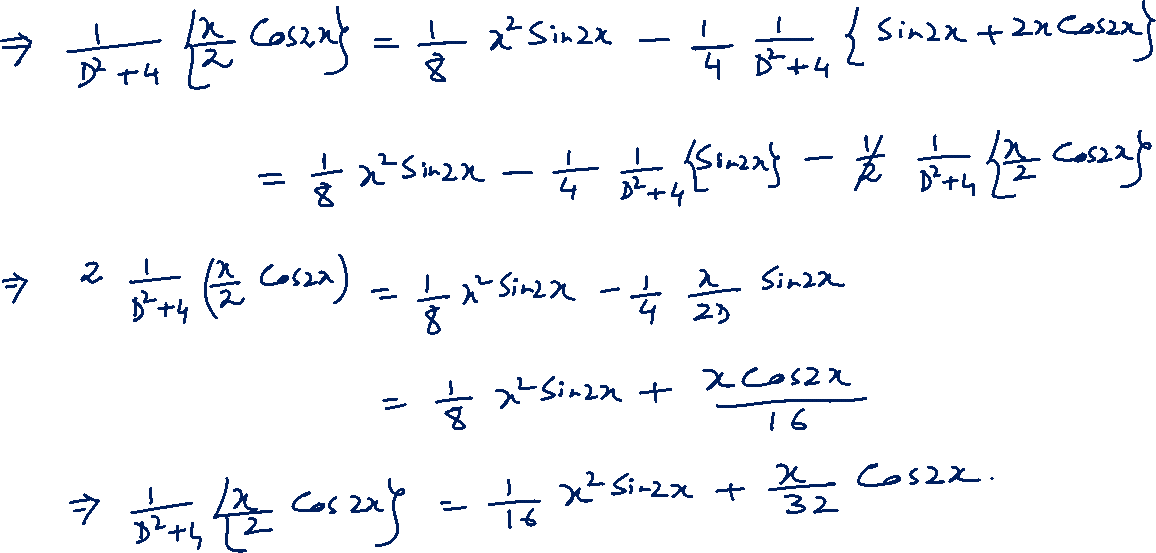 ⇒ 1/(D²+4) {x/2 Cos2x} = 1/8 x² Sin2x − 1/4 1/(D²+4) { Sin2x + 2x Cos2x}
= 1/8 x² Sin2x − 1/4 1/(D²+4) {Sin2x} − 1/(D²+4) {x/2 Cos2x}
⇒ 2 1/(D²+4) (x/2 Cos2x) = 1/8 x² Sin2x − 1/4 x/2D Sin2x
= 1/8 x² Sin2x + x Cos2x/16
⇒ 1/(D²+4) {x/2 Cos 2x} = 1/16 x² Sin2x + x/32 Cos2x.